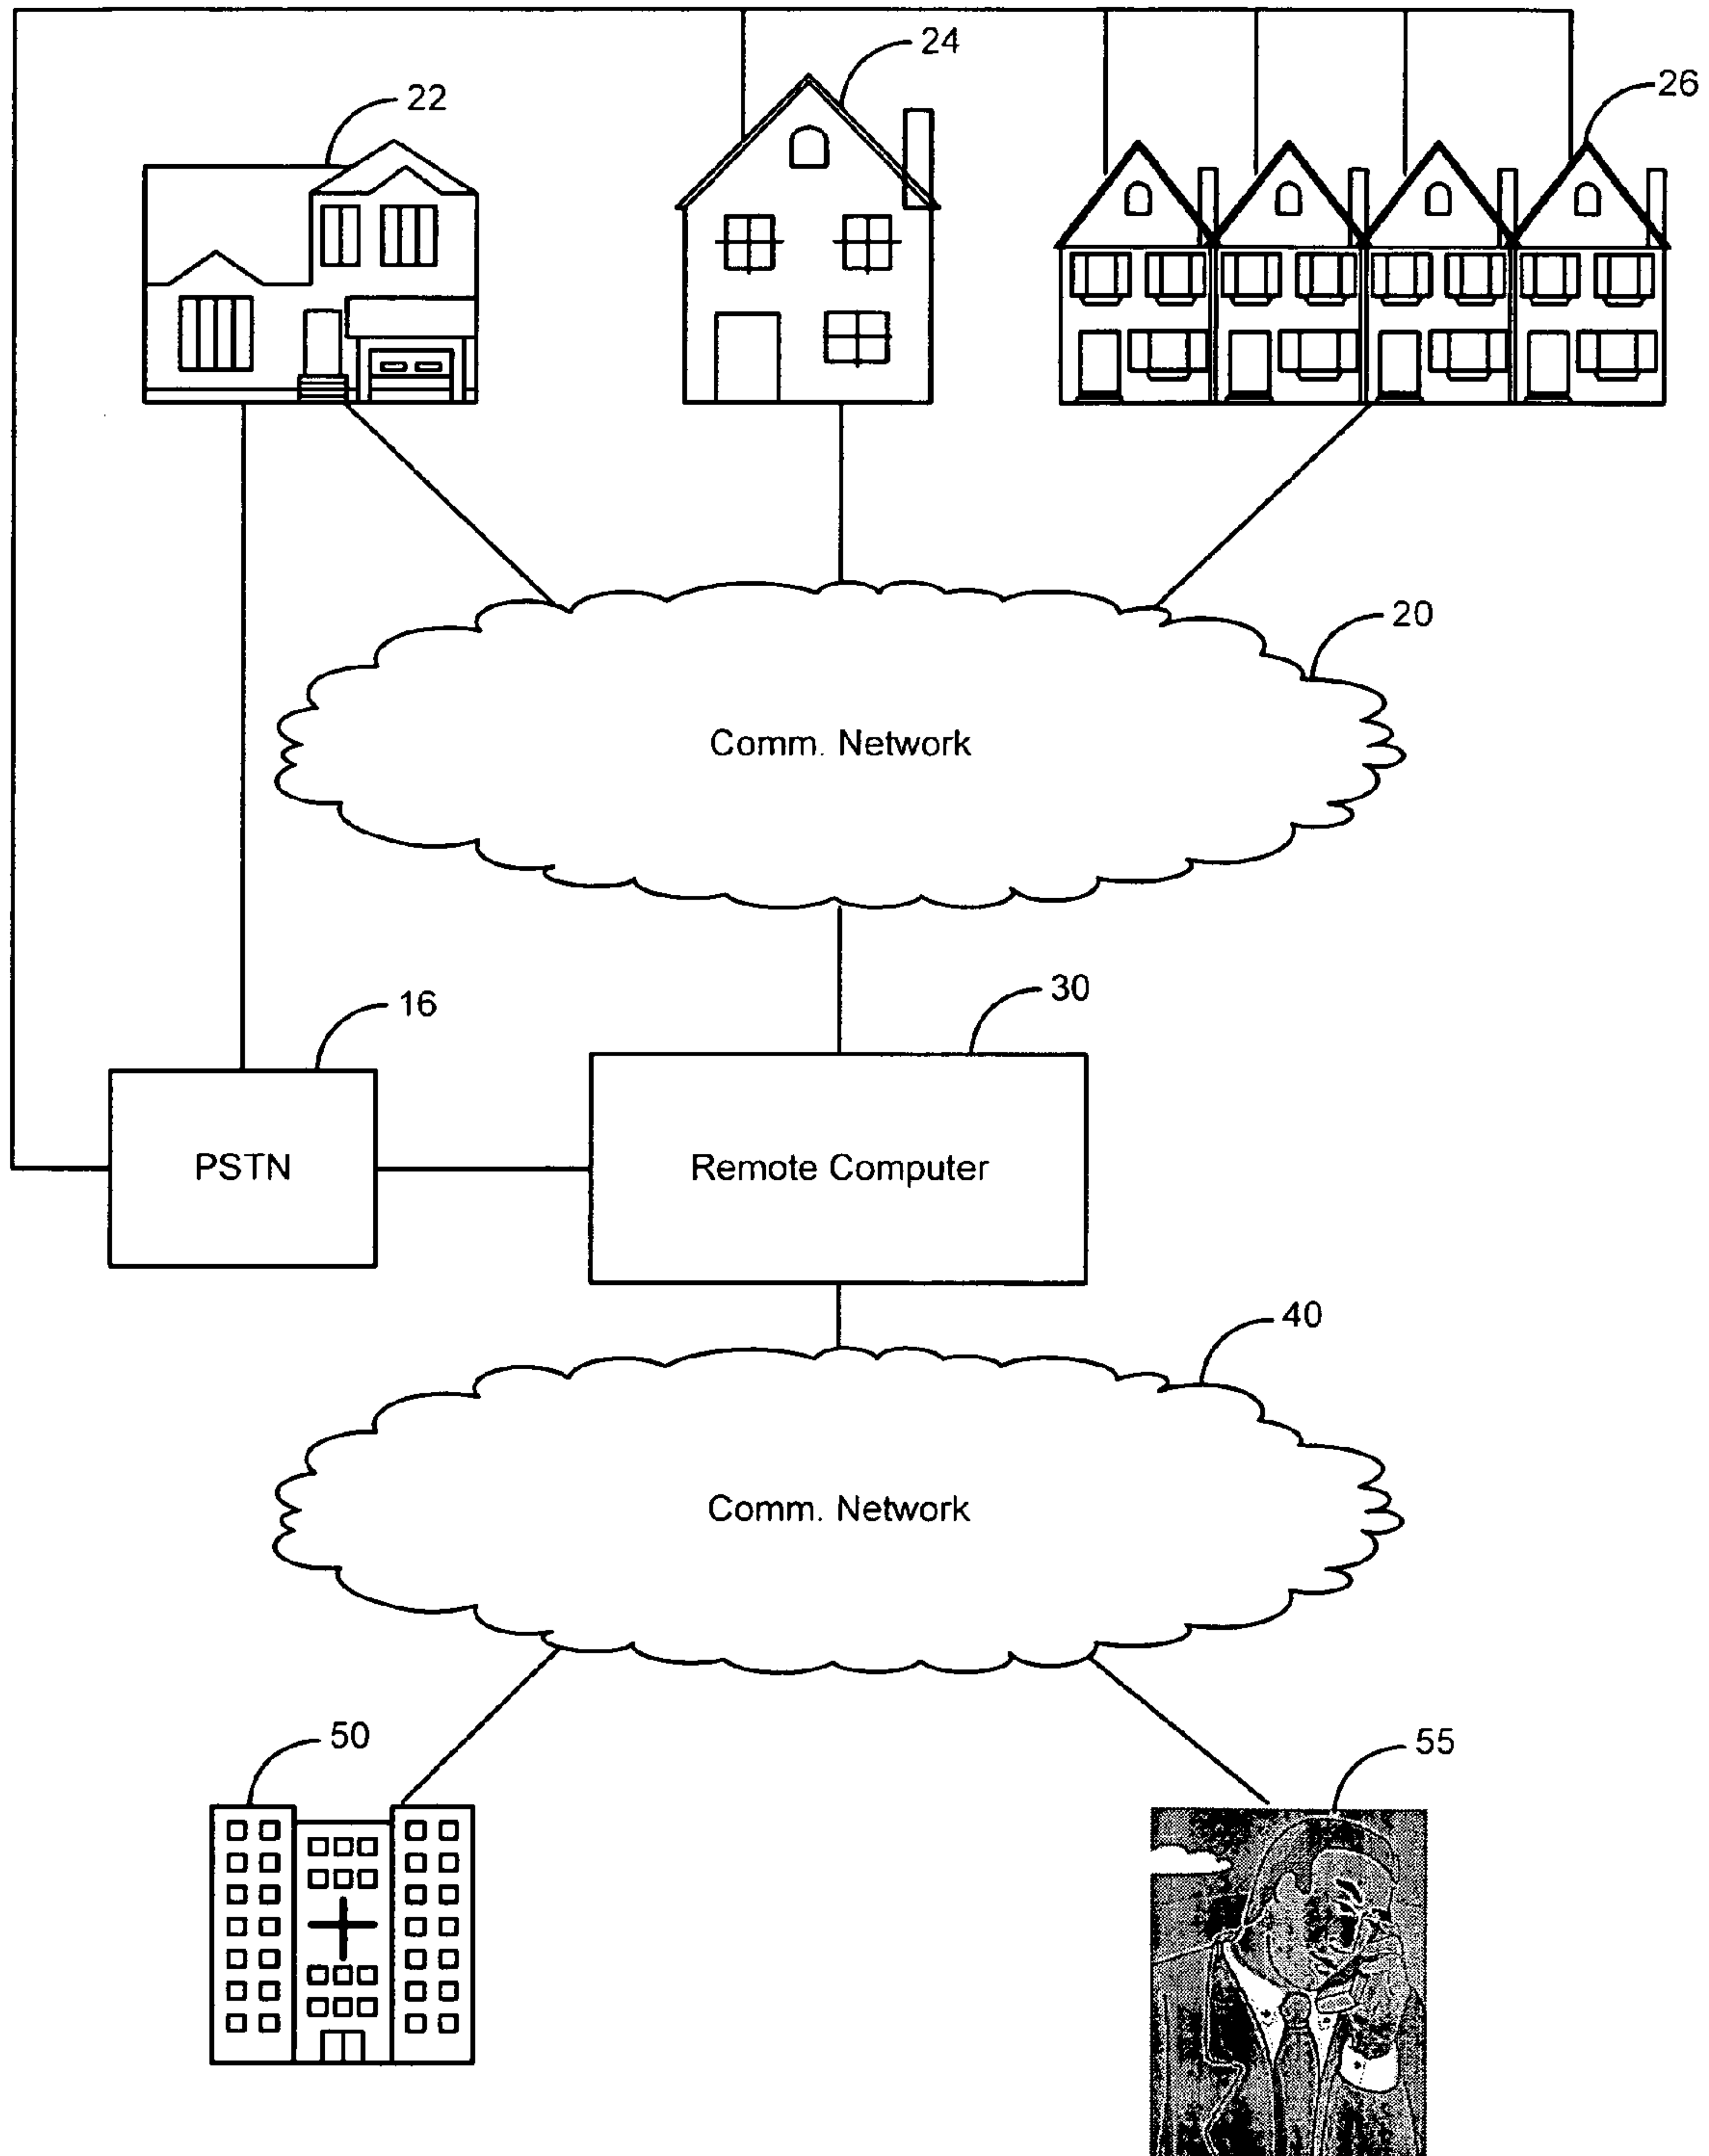 24
22
26
20
Comm. Network
30
16
PSTN
Remote Computer
40
Comm. Network
50
55